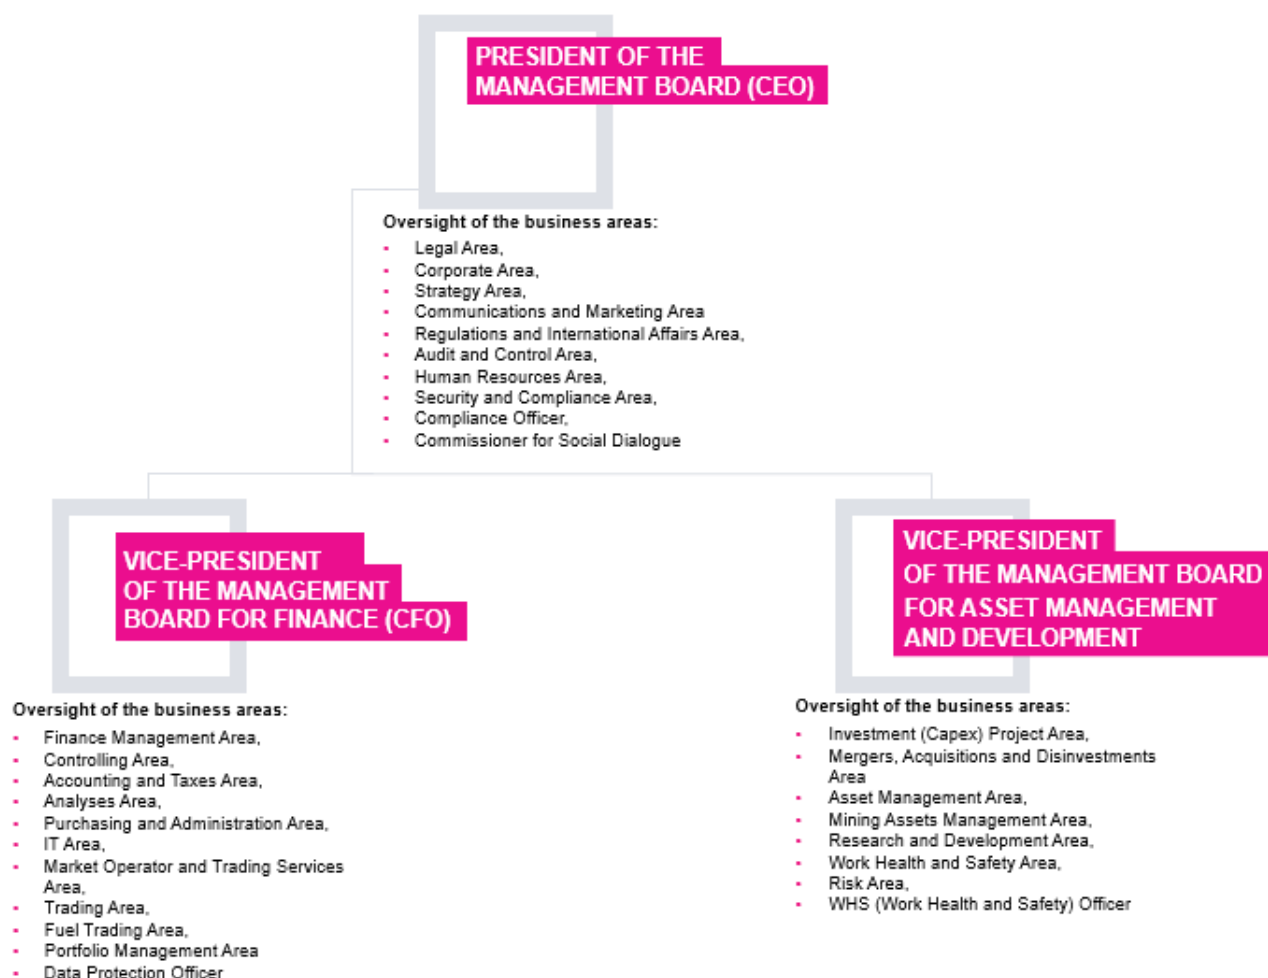 PRESIDENT OF THE
MANAGEMENT BOARD (CEO)
Oversight of the business areas:
▪ Legal Area,
▪ Corporate Area,
▪ Strategy Area,
▪ Communications and Marketing Area
▪ Regulations and International Affairs Area,
▪ Audit and Control Area,
▪ Human Resources Area,
▪ Security and Compliance Area,
▪ Compliance Officer,
▪ Commissioner for Social Dialogue
VICE-PRESIDENT
OF THE MANAGEMENT
BOARD FOR FINANCE (CFO)
Oversight of the business areas:
▪ Finance Management Area,
▪ Controlling Area,
▪ Accounting and Taxes Area,
▪ Analyses Area,
▪ Purchasing and Administration Area,
▪ IT Area,
▪ Market Operator and Trading Services
Area,
▪ Trading Area,
▪ Fuel Trading Area,
▪ Portfolio Management Area
▪ Data Protection Officer
VICE-PRESIDENT
OF THE MANAGEMENT BOARD
FOR ASSET MANAGEMENT
AND DEVELOPMENT
Oversight of the business areas:
▪ Investment (Capex) Project Area,
▪ Mergers, Acquisitions and Disinvestments
Area
▪ Asset Management Area,
▪ Mining Assets Management Area,
▪ Research and Development Area,
▪ Work Health and Safety Area,
▪ Risk Area,
▪ WHS (Work Health and Safety) Officer